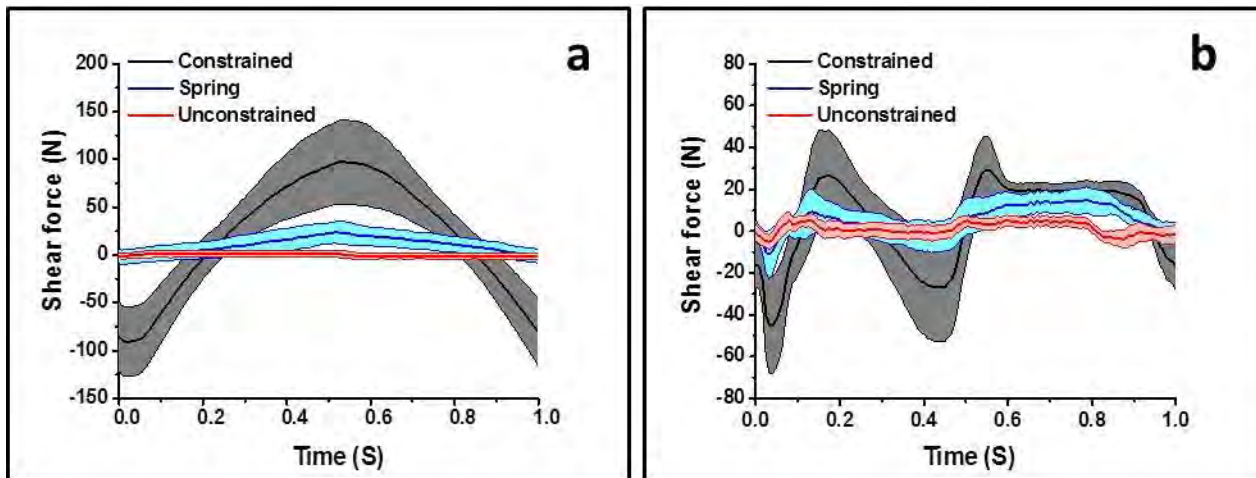 a
Constrained
Spring
Unconstrained
Shear force (N)
200
150
100
50
0
-50
-100
-150
0.0 0.2 0.4 0.6 0.8 1.0
Time (S)
b
Constrained
Spring
Unconstrained
Shear force (N)
80
60
40
20
0
-20
-40
-60
-80
0.0 0.2 0.4 0.6 0.8 1.0
Time (S)